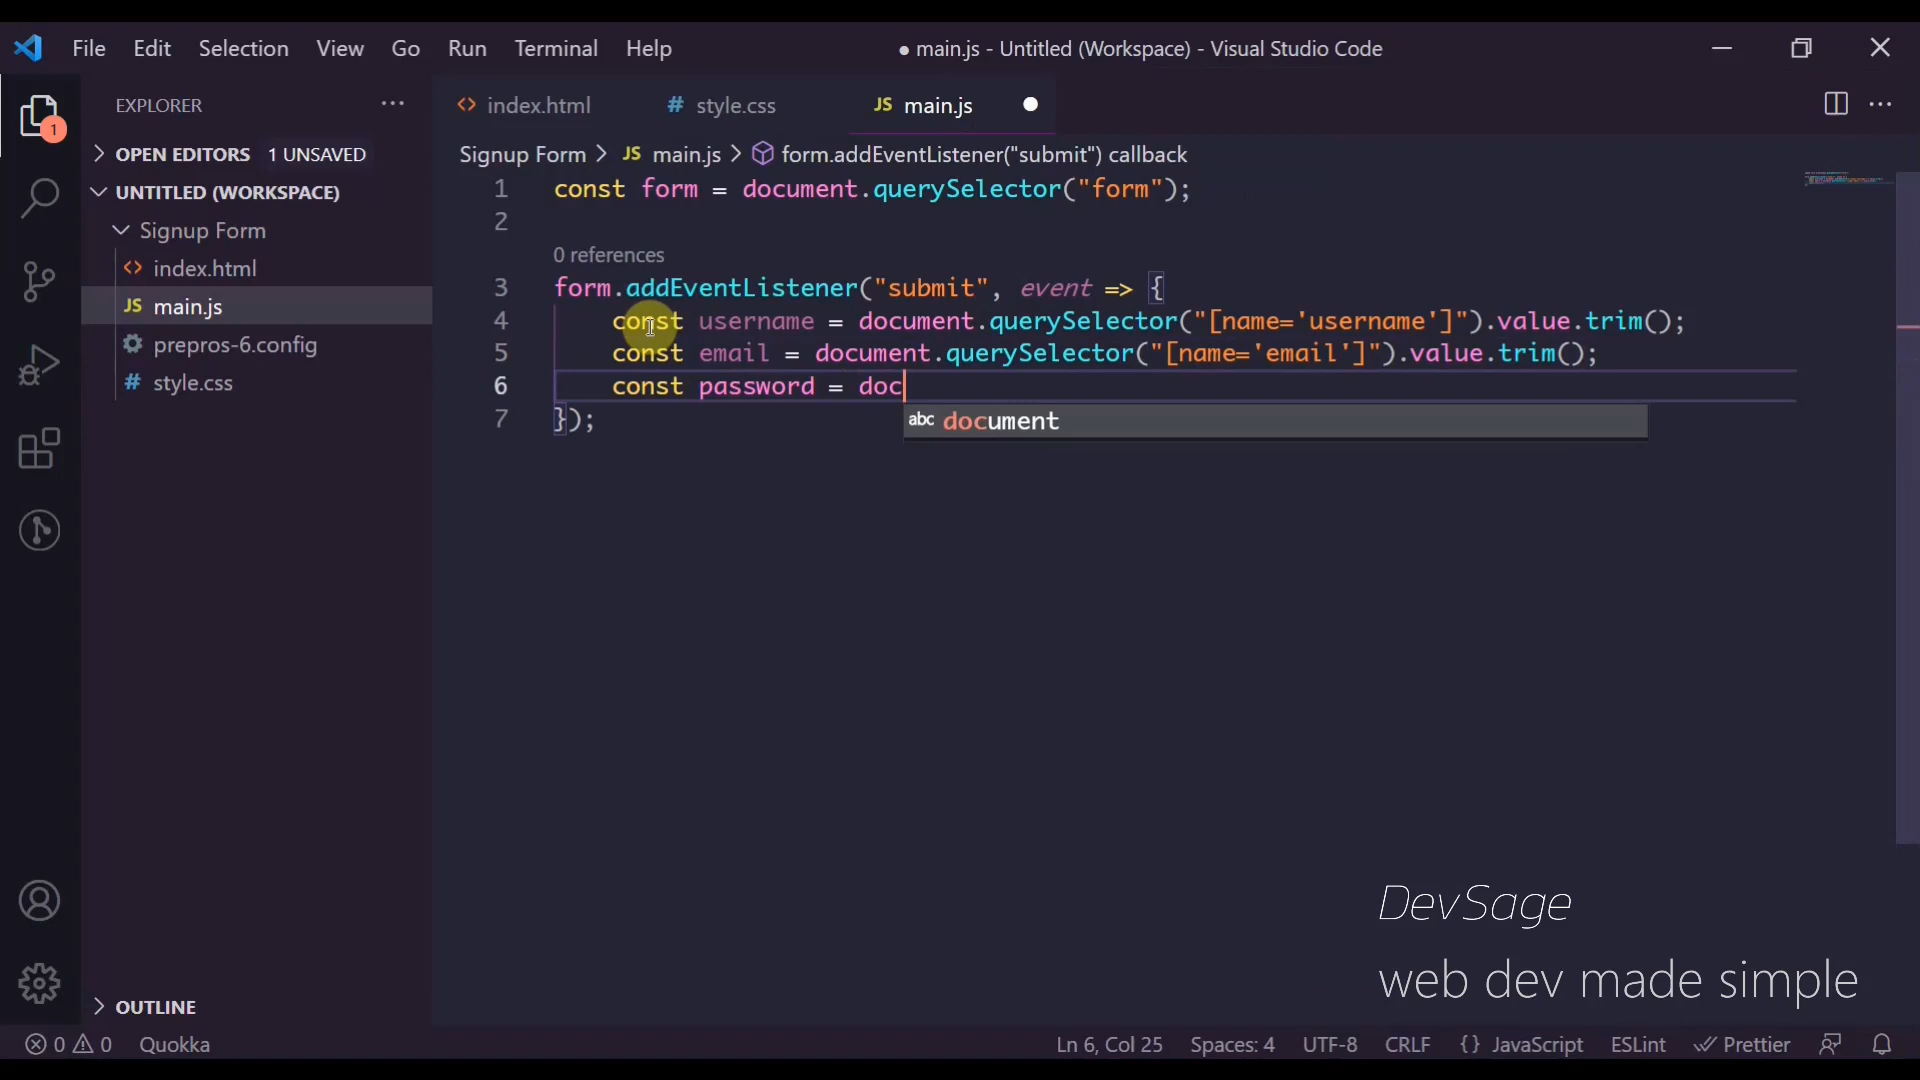 File Edit Selection View Go Run Terminal Help
● main.js - Untitled (Workspace) - Visual Studio Code
EXPLORER ···
index.html
style.css
JS main.js
1
OPEN EDITORS 1 UNSAVED
UNTITLED (WORKSPACE)
Signup Form
index.html
JS main.js
prepros-6.config
# style.css
OUTLINE
Signup Form > JS main.js > form.addEventListener("submit") callback
1 const form = document.querySelector("form");
2
0 references
3 form.addEventListener("submit", event => {
4 const username = document.querySelector("[name='username']").value.trim();
5 const email = document.querySelector("[name='email']").value.trim();
6 const password = doc
7 });
abc document
DevSage
web dev made simple
0 0 Quokka
Ln 6, Col 25 Spaces: 4 UTF-8 CRLF {} JavaScript ESLint Prettier